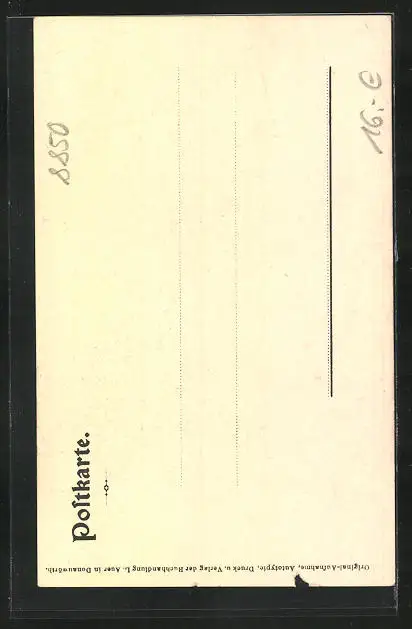 Postkarte.
8850
16,- €
Original-Aufnahme, Autotypie, Druck u. Verlag der Buchhandlung L. Auer in Donauwörth.